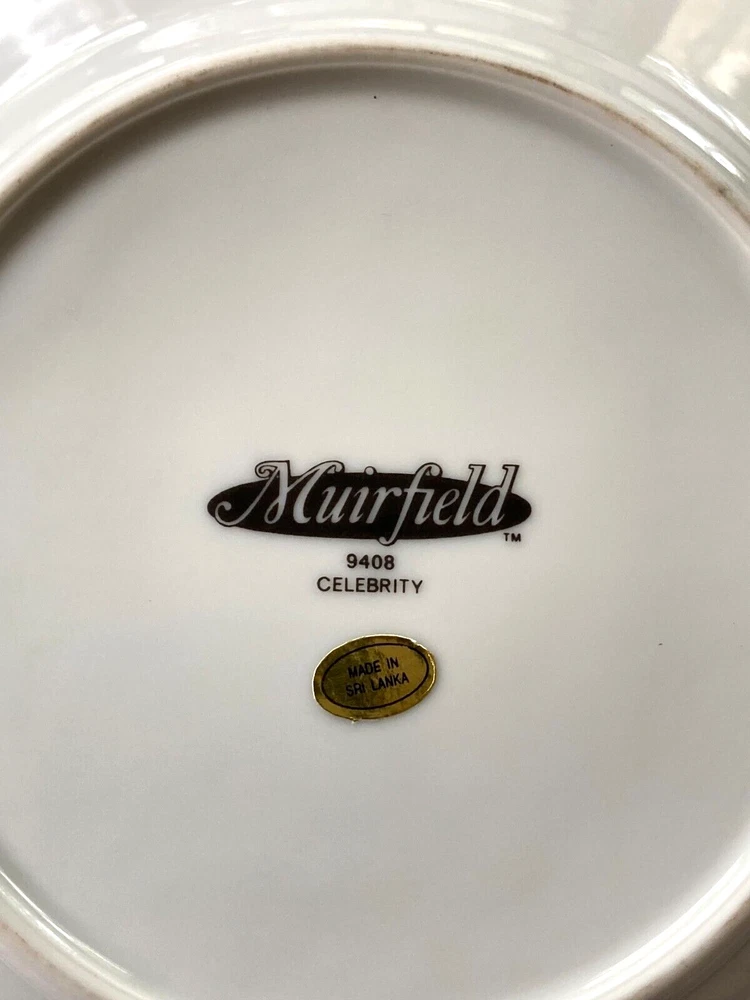 Muirfield
TM
9408
CELEBRITY
MADE IN
SRI LANKA